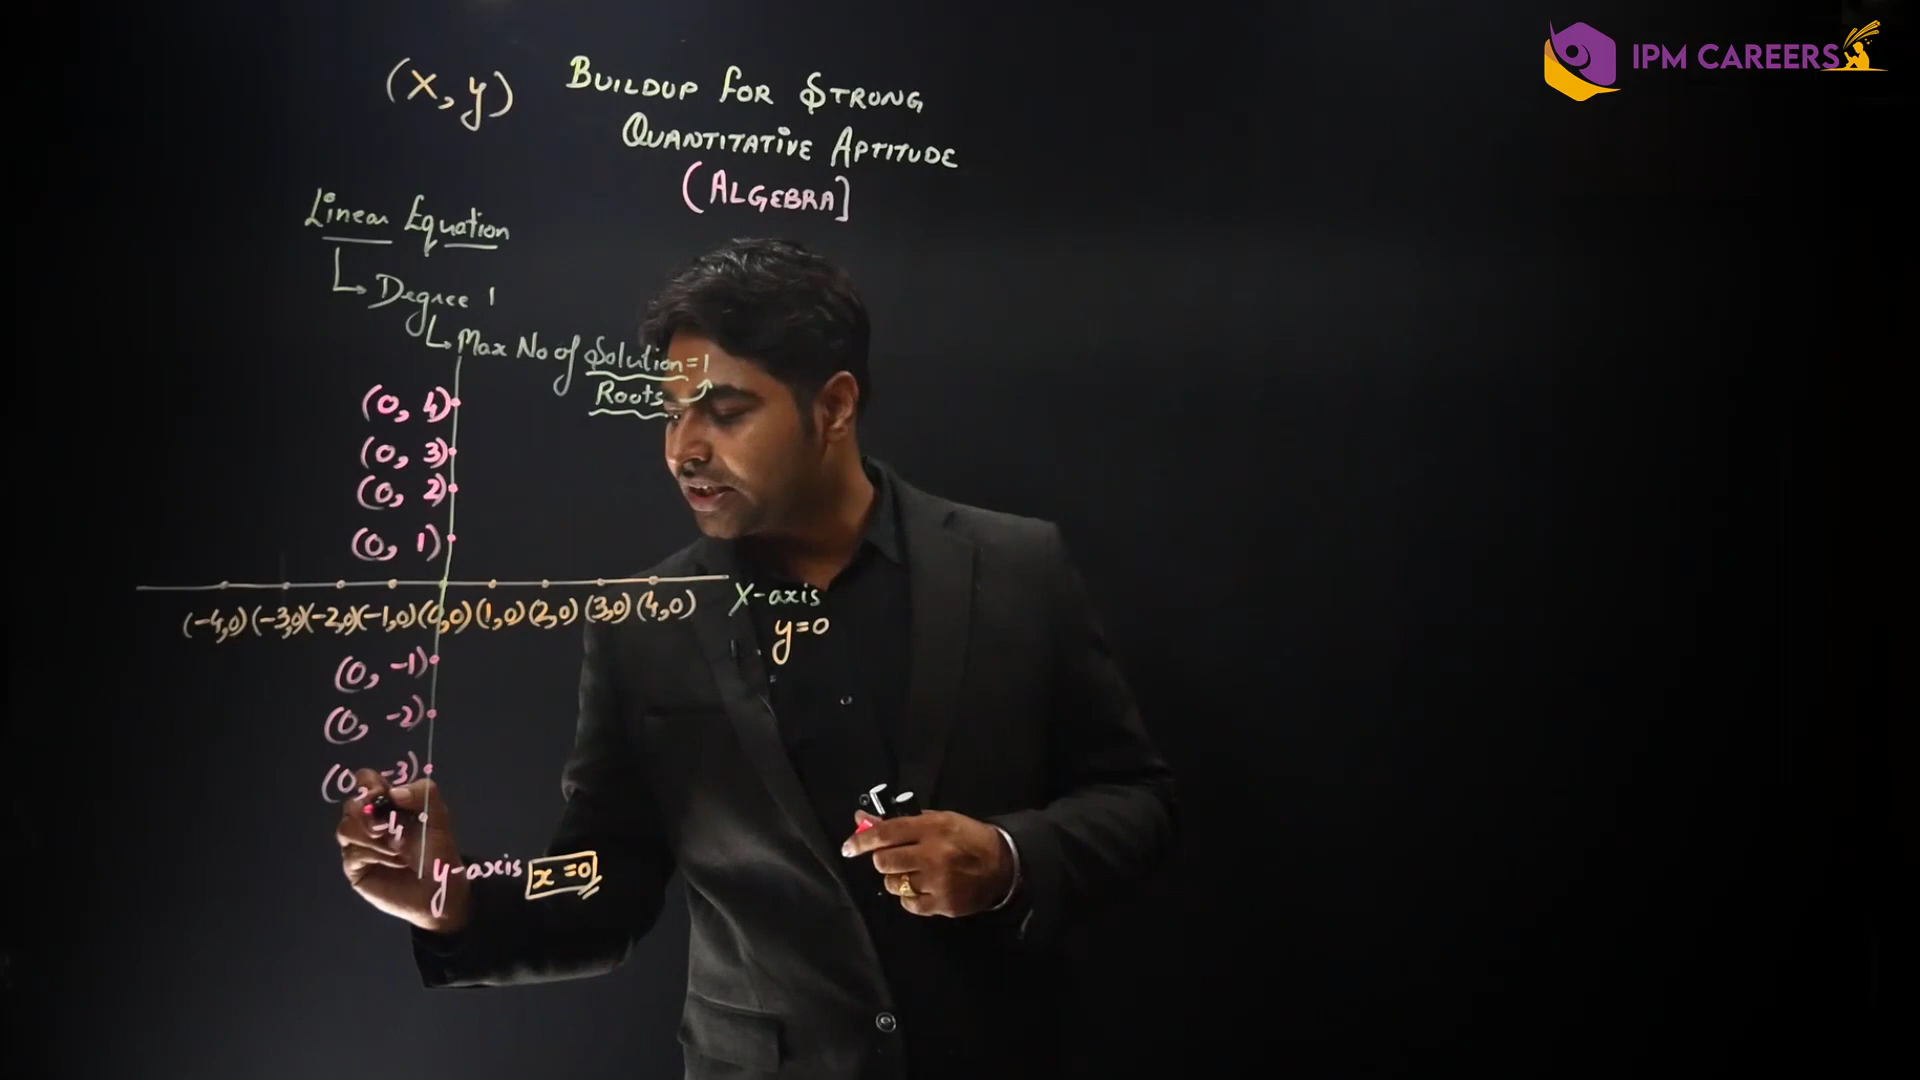 IPM CAREERS
(x, y)
BUILDUP FOR STRONG
QUANTITATIVE APTITUDE
(ALGEBRA]
Linear Equation
Degree 1
Max No of Solution = 1
Roots
(0, 4)
(0, 3)
(0, 2)
(0, 1)
X-axis
(-4,0) (-3,0) (-2,0) (-1,0) (0,0) (1,0) (2,0) (3,0) (4,0)
y=0
(0, -1)
(0, -2)
(0, -3)
-4
y-axis x=0